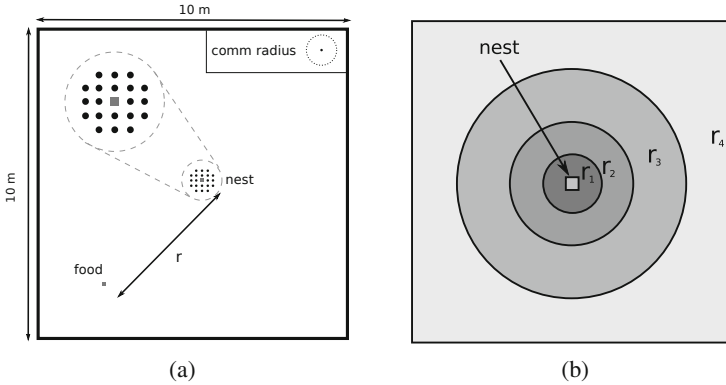 10 m
comm radius
10 m
nest
r
food
(a)
nest
r₁
r₂
r₃
r₄
(b)